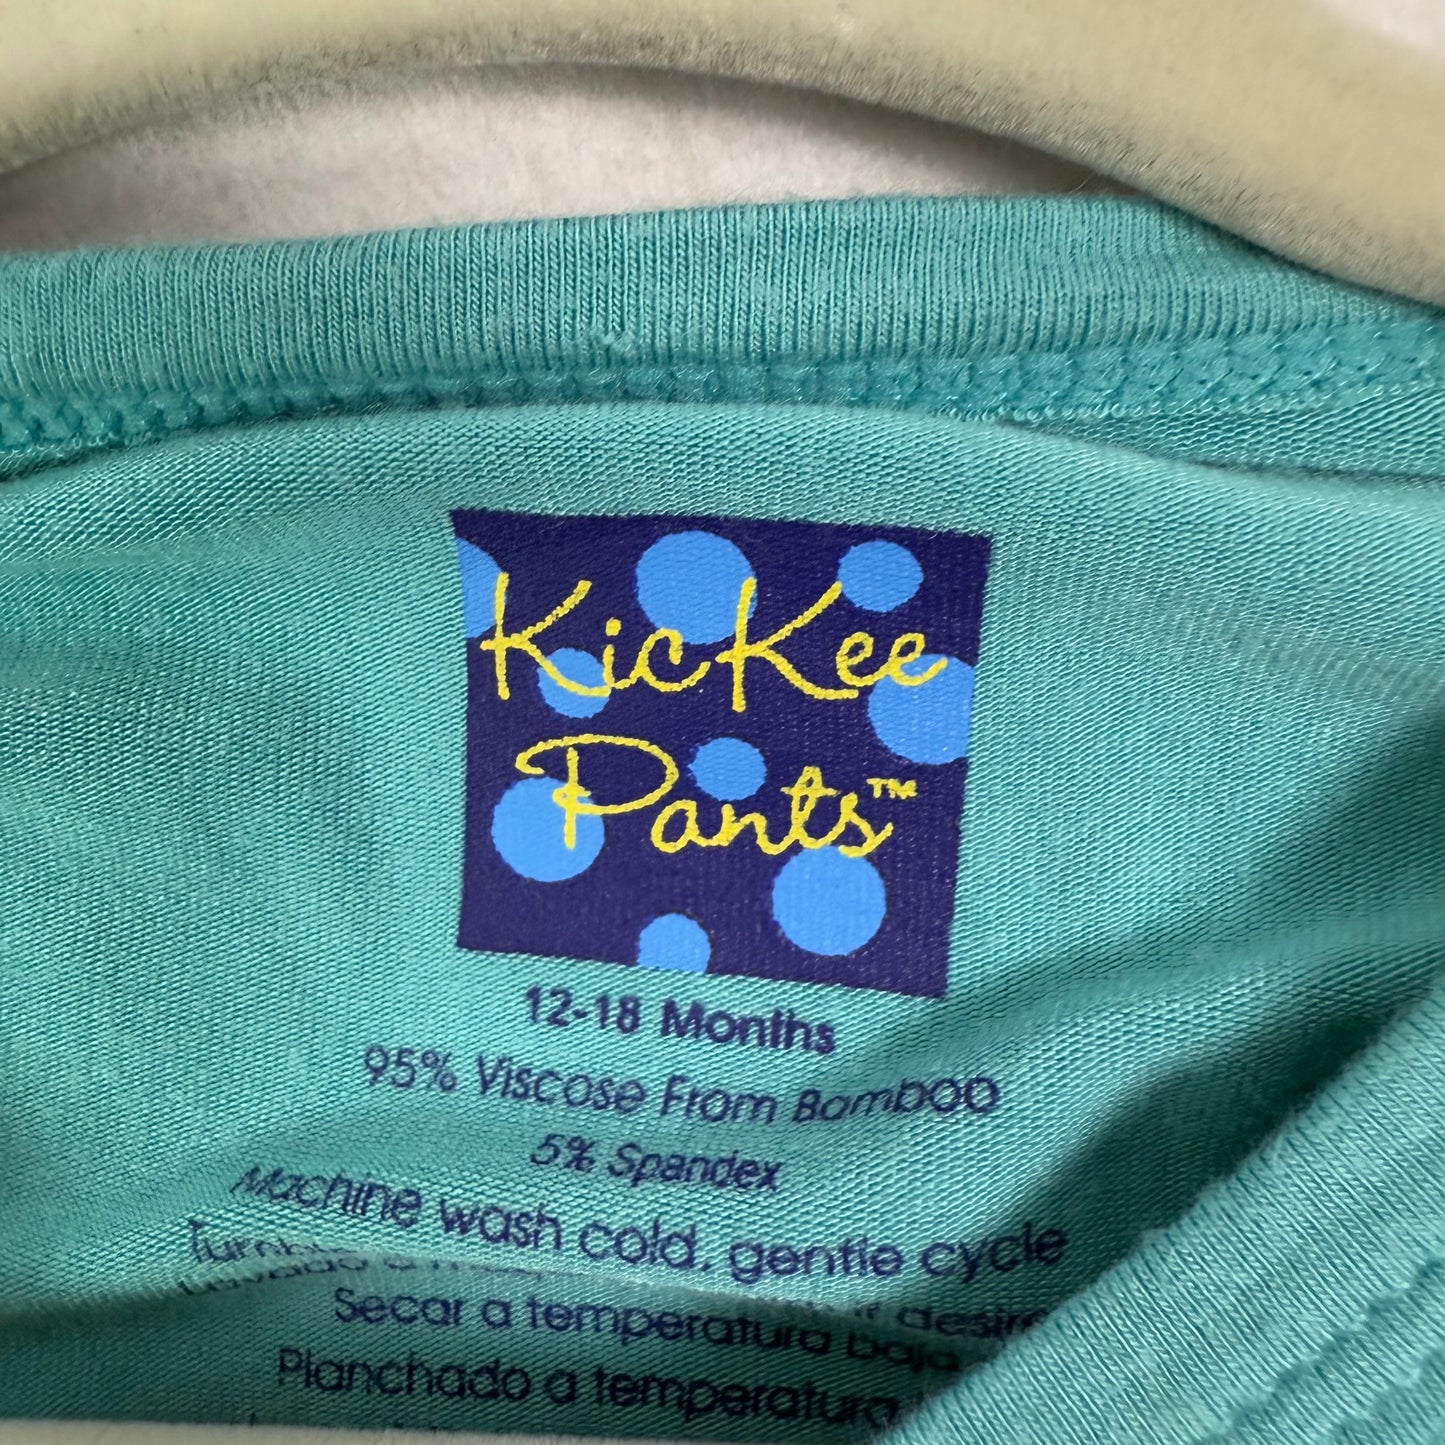 KicKee
Pants™
12-18 Months
95% Viscose From Bamboo
5% Spandex
Machine wash cold. gentle cycle
Secar a temperatura baja
Planchado a temperatura